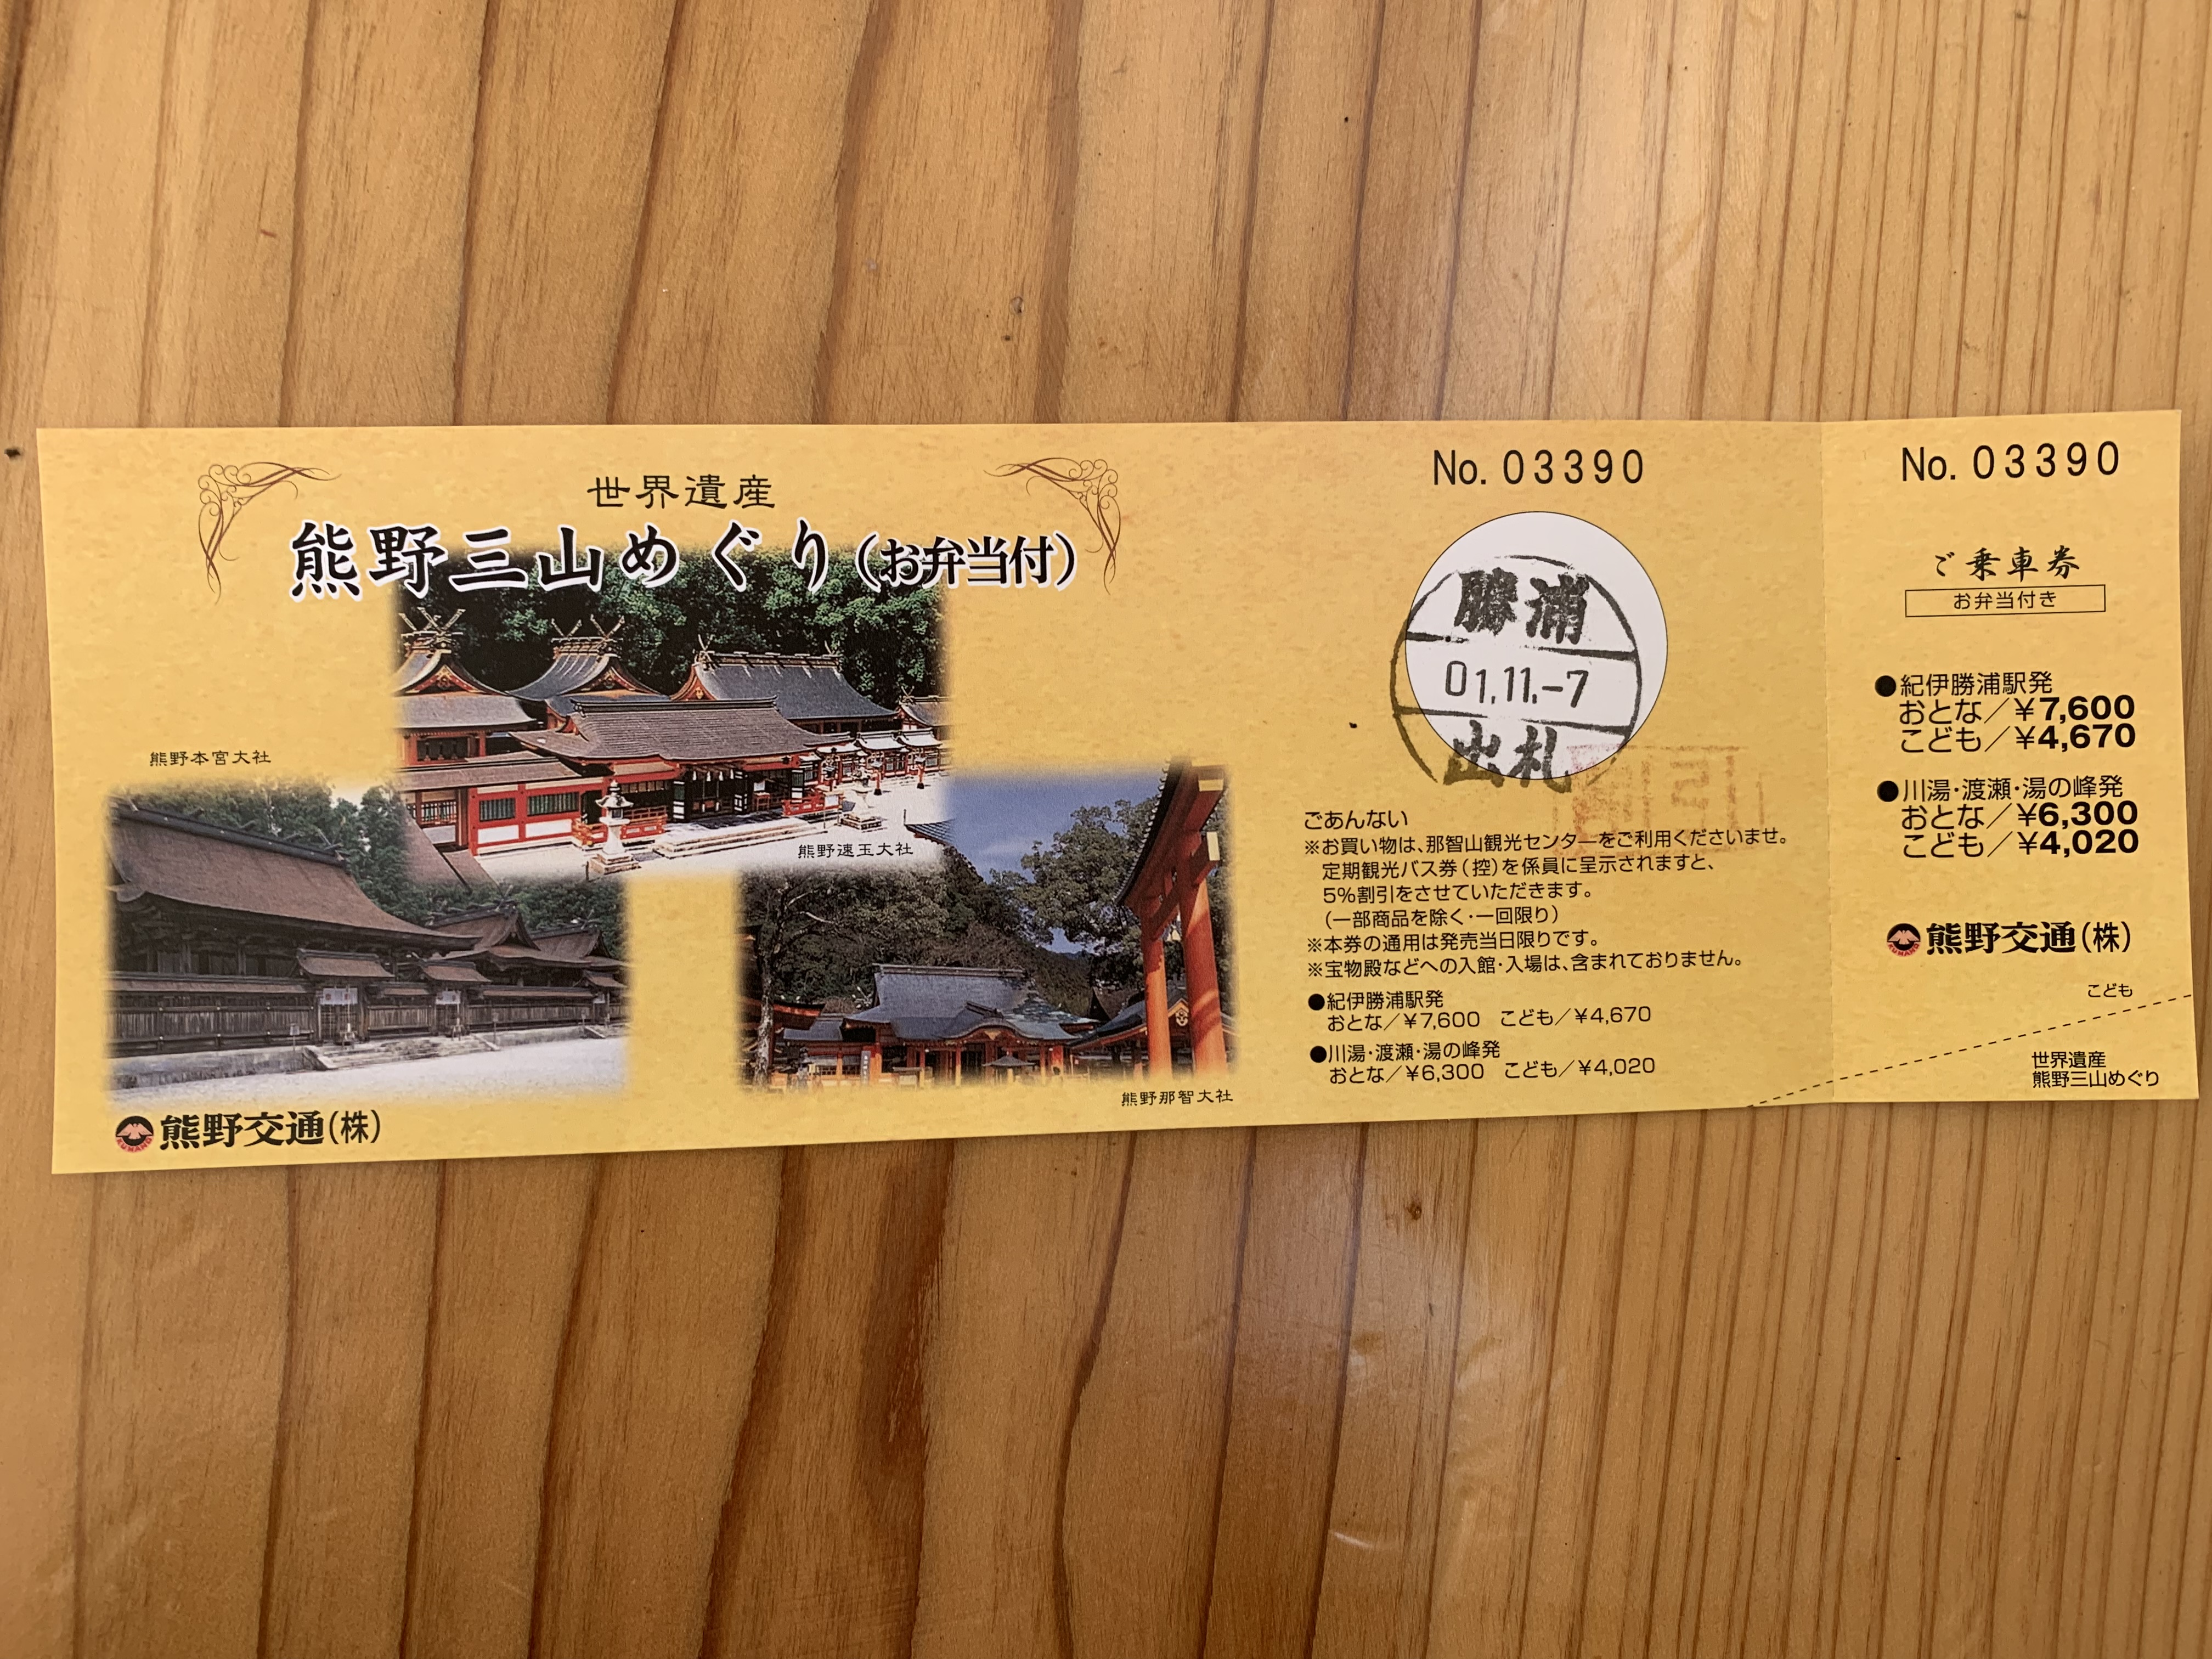 世界遺産
熊野三山めぐり(お弁当付)
熊野本宮大社
熊野速玉大社
熊野那智大社
熊野交通(株)
No. 03390
勝浦
01.11.-7
出札
ごあんない
※お買い物は、那智山観光センターをご利用くださいませ。
定期観光バス券(控)を係員に呈示されますと、
5%割引をさせていただきます。
(一部商品を除く・一回限り)
※本券の通用は発売当日限りです。
※宝物殿などへの入館・入場は、含まれておりません。
●紀伊勝浦駅発
おとな/¥7,600 こども/¥4,670
●川湯・渡瀬・湯の峰発
おとな/¥6,300 こども/¥4,020
No. 03390
ご乗車券
お弁当付き
●紀伊勝浦駅発
おとな/¥7,600
こども/¥4,670
●川湯・渡瀬・湯の峰発
おとな/¥6,300
こども/¥4,020
熊野交通(株)
こども
世界遺産
熊野三山めぐり